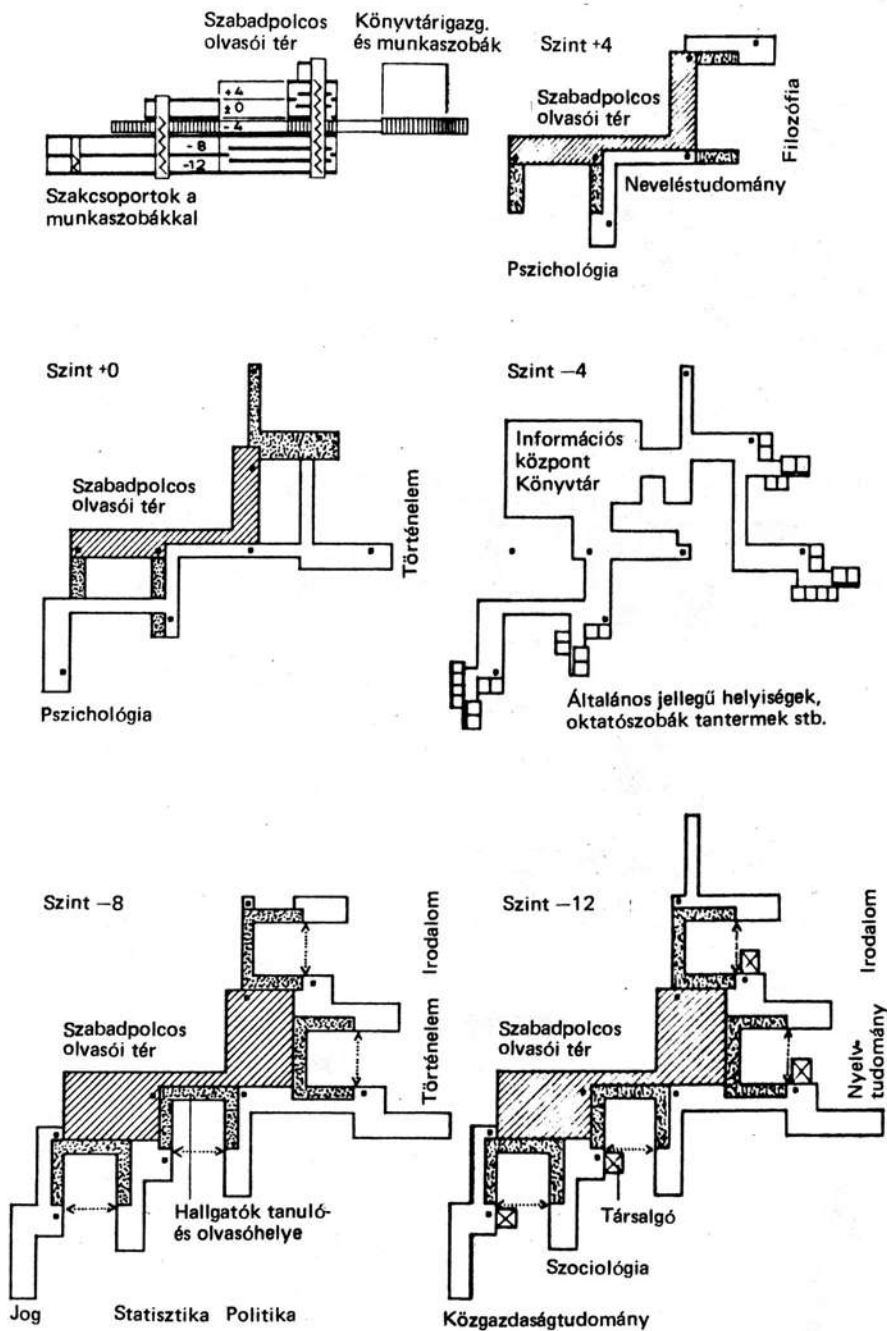 Szabadpolcos
olvasói tér
Könyvtárigazg.
és munkaszobák
+4
±0
-4
-8
-12
Szakcsoportok a
munkaszobákkal
Szint +4
Szabadpolcos
olvasói tér
Filozófia
Neveléstudomány
Pszichológia
Szint +0
Szabadpolcos
olvasói tér
Történelem
Pszichológia
Szint −4
Információs
központ
Könyvtár
Általános jellegű helyiségek,
oktatószobák tantermek stb.
Szint −8
Irodalom
Történelem
Szabadpolcos
olvasói tér
Hallgatók tanuló-
és olvasóhelye
Jog
Statisztika
Politika
Szint −12
Irodalom
Nyelv-
tudomány
Szabadpolcos
olvasói tér
Társalgó
Szociológia
Közgazdaságtudomány